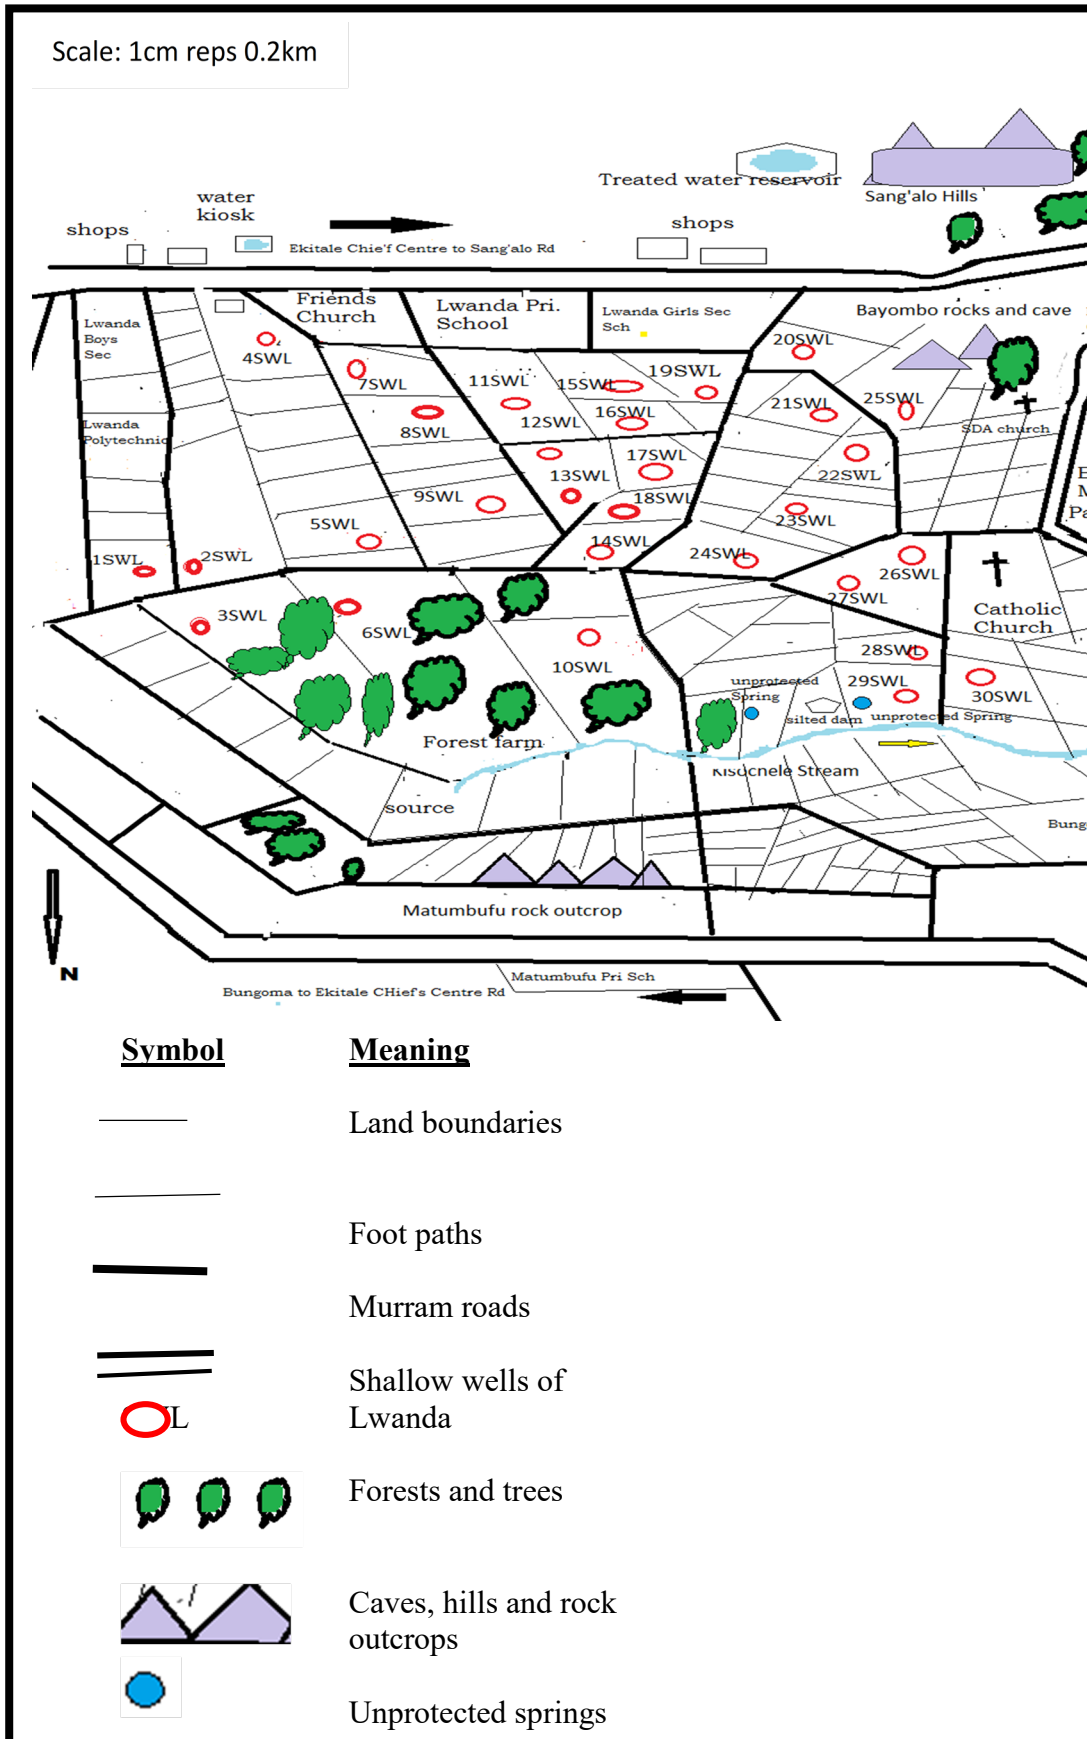 Scale: 1cm reps 0.2km
Treated water reservoir
Sang'alo Hills
water
kiosk
shops
shops
Ekitale Chie'f Centre to Sang'alo Rd
Lwanda
Boys
Sec
Friends
Church
Lwanda Pri.
School
Lwanda Girls Sec
Sch
Bayombo rocks and cave
4SWL
20SWL
7SWL
11SWL
15SWL
19SWL
Lwanda
Polytechnic
8SWL
12SWL
16SWL
21SWL
25SWL
SDA church
17SWL
22SWL
9SWL
13SWL
18SWL
5SWL
14SWL
23SWL
1SWL
2SWL
24SWL
26SWL
27SWL
3SWL
6SWL
10SWL
Catholic
Church
28SWL
unprotected
Spring
29SWL
30SWL
silted dam
unprotected Spring
Forest farm
Stream
source
Matumbufu rock outcrop
N
Matumbufu Pri Sch
Bungoma to Ekitale CHief's Centre Rd
Symbol Meaning
Land boundaries
Foot paths
Murram roads
Shallow wells of
L Lwanda
Forests and trees
Caves, hills and rock
outcrops
Unprotected springs